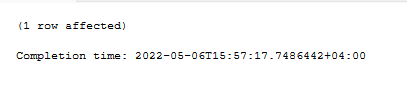 (1 row affected)
Completion time: 2022-05-06T15:57:17.7486442+04:00